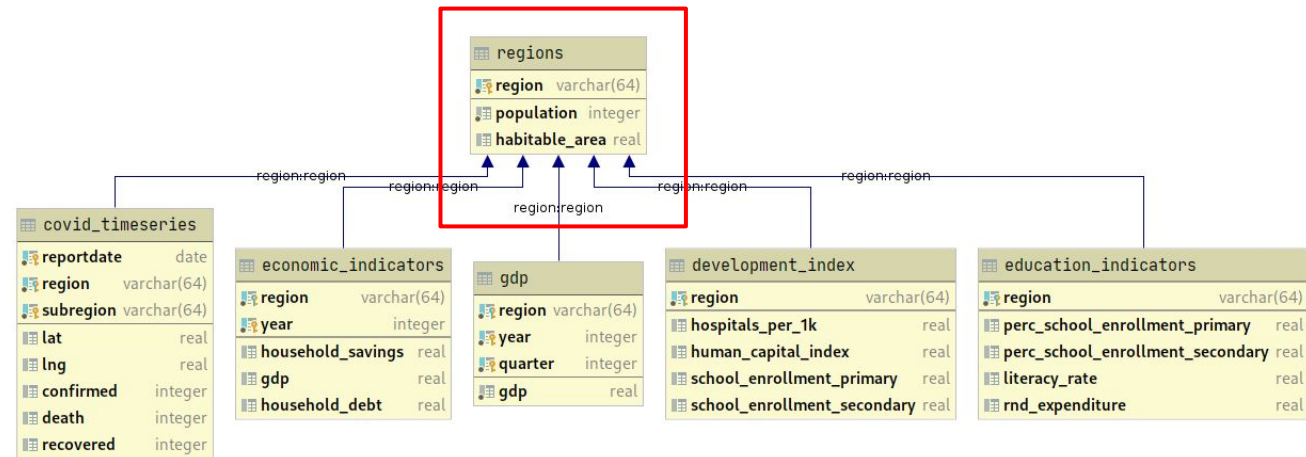 regions
region varchar(64)
population integer
habitable_area real
region:region
region:region
region:region
region:region
region:region
covid_timeseries
reportdate date
region varchar(64)
subregion varchar(64)
lat real
lng real
confirmed integer
death integer
recovered integer
economic_indicators
region varchar(64)
year integer
household_savings real
gdp real
household_debt real
gdp
region varchar(64)
year integer
quarter integer
gdp real
development_index
region varchar(64)
hospitals_per_1k real
human_capital_index real
school_enrollment_primary real
school_enrollment_secondary real
education_indicators
region varchar(64)
perc_school_enrollment_primary real
perc_school_enrollment_secondary real
literacy_rate real
rnd_expenditure real